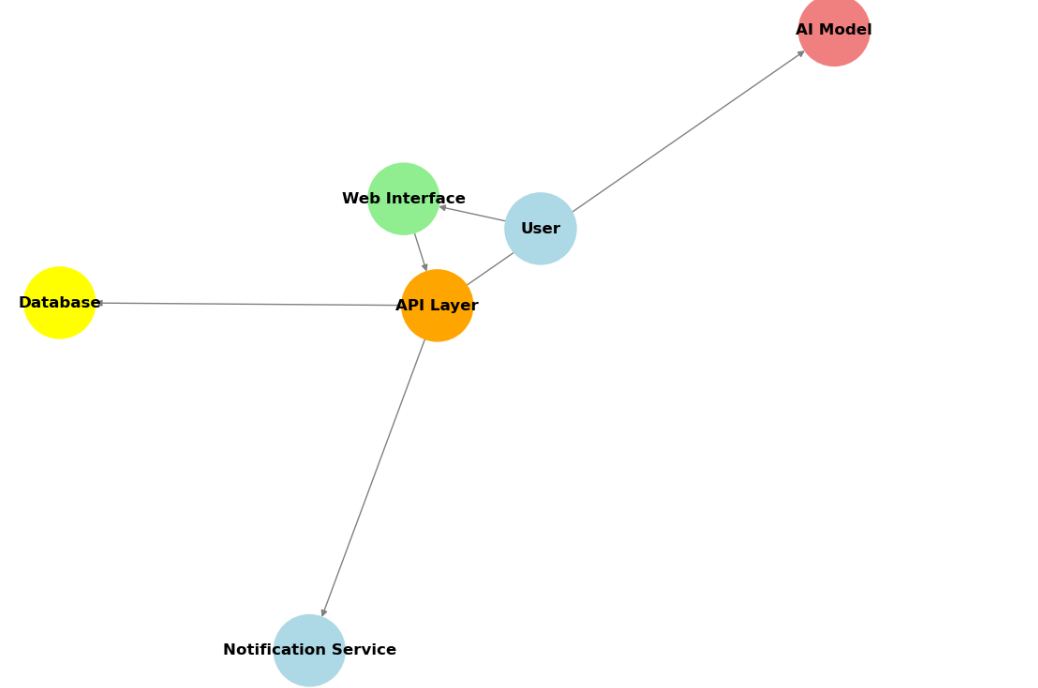 AI Model
Web Interface
User
Database
API Layer
Notification Service